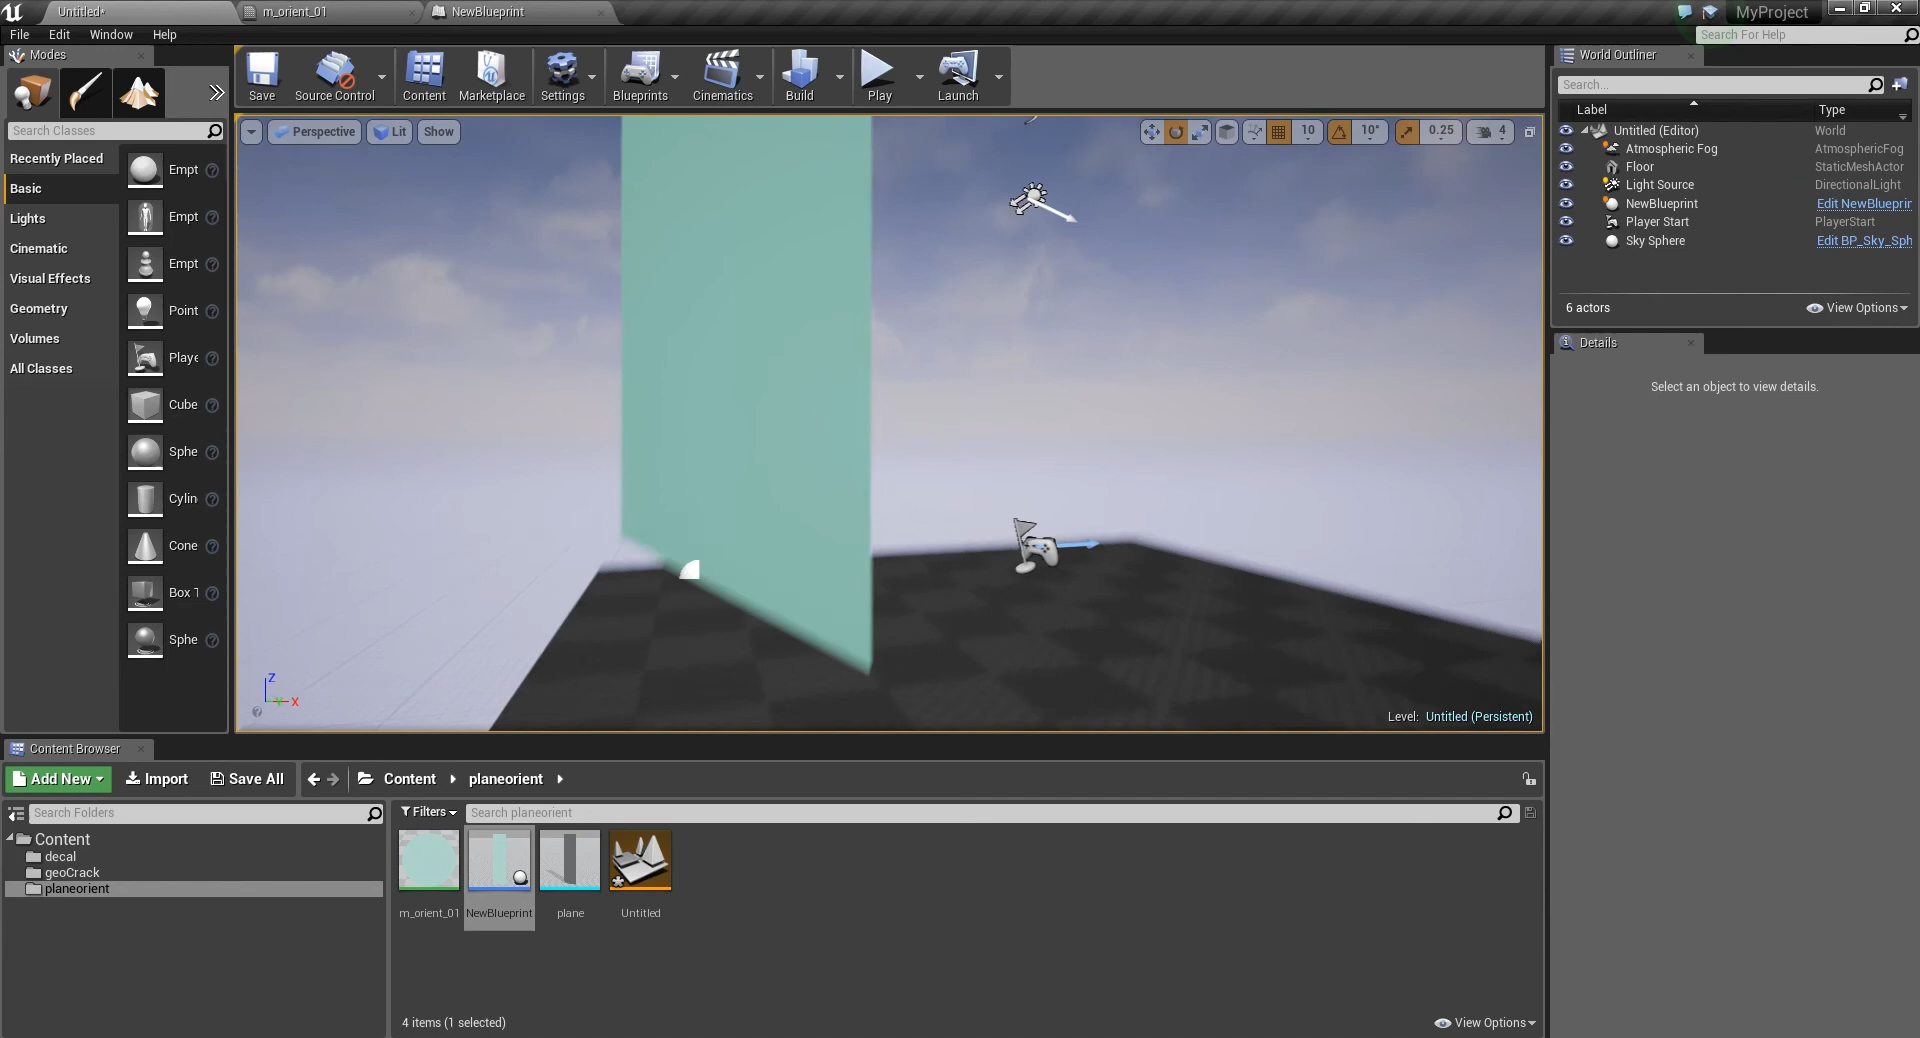 Untitled*
m_orient_01
NewBlueprint
MyProject
File Edit Window Help
Search For Help
Modes
Save
Source Control
Content
Marketplace
Settings
Blueprints
Cinematics
Build
Play
Launch
World Outliner
Search...
Label
Type
Untitled (Editor) World
Atmospheric Fog AtmosphericFog
Floor StaticMeshActor
Light Source DirectionalLight
NewBlueprint Edit NewBlueprir
Player Start PlayerStart
Sky Sphere Edit BP_Sky_Sph
6 actors
View Options
Details
Select an object to view details.
Search Classes
Recently Placed
Basic
Lights
Cinematic
Visual Effects
Geometry
Volumes
All Classes
Empt
Empt
Empt
Point
Playe
Cube
Sphe
Cylin
Cone
Box T
Sphe
Perspective
Lit
Show
10
10°
0.25
4
Z
Y
X
Level: Untitled (Persistent)
Content Browser
Add New
Import
Save All
Content
planeorient
Search Folders
Filters
Search planeorient
Content
decal
geoCrack
planeorient
m_orient_01
NewBlueprint
plane
Untitled
4 items (1 selected)
View Options